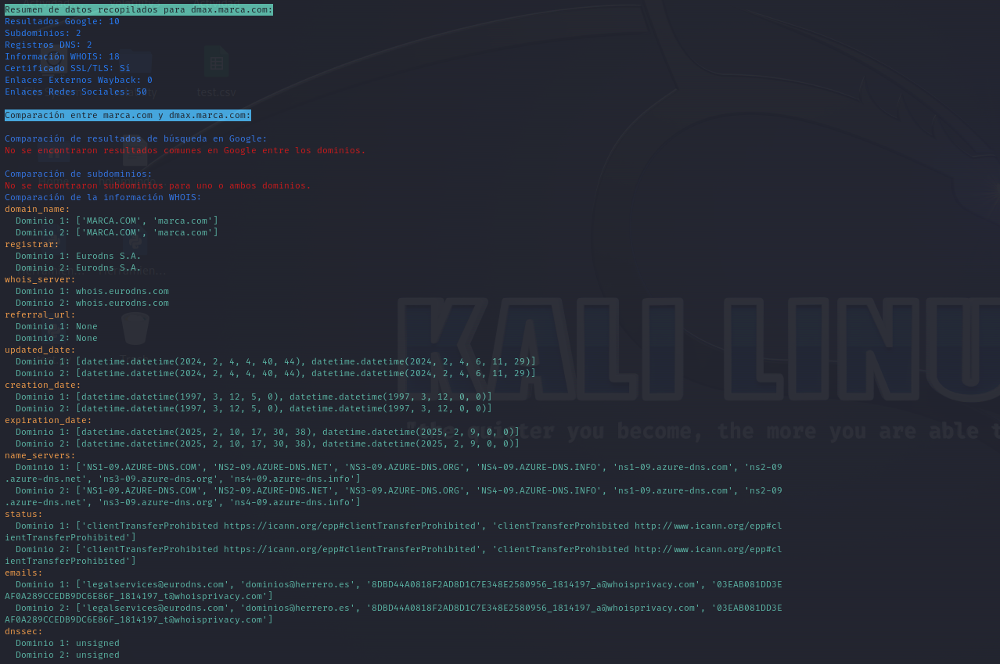 Resumen de datos recopilados para dmax.marca.com:
Resultados Google: 10
Subdominios: 2
Registros DNS: 2
Información WHOIS: 18
Certificado SSL/TLS: Sí
Enlaces Externos Wayback: 0
Enlaces Redes Sociales: 50
test.csv
Comparación entre marca.com y dmax.marca.com:
Comparación de resultados de búsqueda en Google:
No se encontraron resultados comunes en Google entre los dominios.
Comparación de subdominios:
No se encontraron subdominios para uno o ambos dominios.
Comparación de la información WHOIS:
domain_name:
Dominio 1: ['MARCA.COM', 'marca.com']
Dominio 2: ['MARCA.COM', 'marca.com']
registrar:
Dominio 1: Eurodns S.A.
Dominio 2: Eurodns S.A.
whois_server:
Dominio 1: whois.eurodns.com
Dominio 2: whois.eurodns.com
referral_url:
Dominio 1: None
Dominio 2: None
updated_date:
Dominio 1: [datetime.datetime(2024, 2, 4, 4, 40, 44), datetime.datetime(2024, 2, 4, 6, 11, 29)]
Dominio 2: [datetime.datetime(2024, 2, 4, 4, 40, 44), datetime.datetime(2024, 2, 4, 6, 11, 29)]
creation_date:
Dominio 1: [datetime.datetime(1997, 3, 12, 5, 0), datetime.datetime(1997, 3, 12, 0, 0)]
Dominio 2: [datetime.datetime(1997, 3, 12, 5, 0), datetime.datetime(1997, 3, 12, 0, 0)]
expiration_date:
Dominio 1: [datetime.datetime(2025, 2, 10, 17, 30, 38), datetime.datetime(2025, 2, 9, 0, 0)]
Dominio 2: [datetime.datetime(2025, 2, 10, 17, 30, 38), datetime.datetime(2025, 2, 9, 0, 0)]
KALI LINU
quieter you become, the more you are able t
name_servers:
Dominio 1: ['NS1-09.AZURE-DNS.COM', 'NS2-09.AZURE-DNS.NET', 'NS3-09.AZURE-DNS.ORG', 'NS4-09.AZURE-DNS.INFO', 'ns1-09.azure-dns.com', 'ns2-09
.azure-dns.net', 'ns3-09.azure-dns.org', 'ns4-09.azure-dns.info']
Dominio 2: ['NS1-09.AZURE-DNS.COM', 'NS2-09.AZURE-DNS.NET', 'NS3-09.AZURE-DNS.ORG', 'NS4-09.AZURE-DNS.INFO', 'ns1-09.azure-dns.com', 'ns2-09
.azure-dns.net', 'ns3-09.azure-dns.org', 'ns4-09.azure-dns.info']
status:
Dominio 1: ['clientTransferProhibited https://icann.org/epp#clientTransferProhibited', 'clientTransferProhibited http://www.icann.org/epp#cl
ientTransferProhibited']
Dominio 2: ['clientTransferProhibited https://icann.org/epp#clientTransferProhibited', 'clientTransferProhibited http://www.icann.org/epp#cl
ientTransferProhibited']
emails:
Dominio 1: ['legalservices@eurodns.com', 'dominios@herrero.es', '8DBD44A0818F2AD8D1C7E348E2580956_1814197_a@whoisprivacy.com', '03EAB081DD3E
AF0A289CCEDB9DC6E86F_1814197_t@whoisprivacy.com']
Dominio 2: ['legalservices@eurodns.com', 'dominios@herrero.es', '8DBD44A0818F2AD8D1C7E348E2580956_1814197_a@whoisprivacy.com', '03EAB081DD3E
AF0A289CCEDB9DC6E86F_1814197_t@whoisprivacy.com']
dnssec:
Dominio 1: unsigned
Dominio 2: unsigned